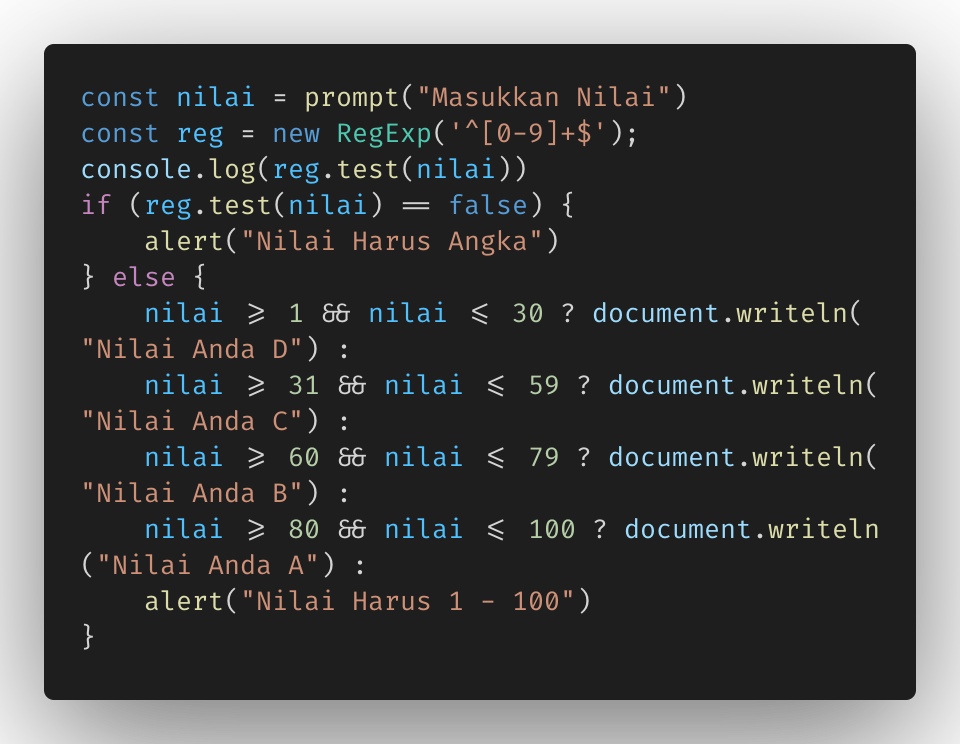 const nilai = prompt("Masukkan Nilai")
const reg = new RegExp('^[0-9]+$');
console.log(reg.test(nilai))
if (reg.test(nilai) == false) {
    alert("Nilai Harus Angka")
} else {
    nilai >= 1 && nilai <= 30 ? document.writeln(
"Nilai Anda D") :
    nilai >= 31 && nilai <= 59 ? document.writeln(
"Nilai Anda C") :
    nilai >= 60 && nilai <= 79 ? document.writeln(
"Nilai Anda B") :
    nilai >= 80 && nilai <= 100 ? document.writeln
("Nilai Anda A") :
    alert("Nilai Harus 1 - 100")
}